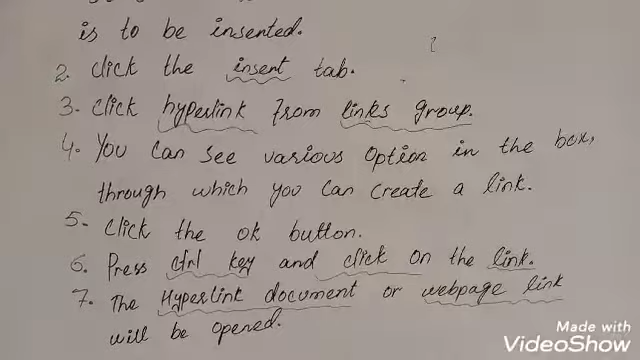 is to be insented.
2. Click the insent tab.
3. Click hyperlink from links group.
4. You can see various option in the box,
through which you can create a link.
5. Click the ok button.
6. Press ctrl key and click on the link.
7. The Hyperlink document or webpage link
will be opened.
Made with
VideoShow